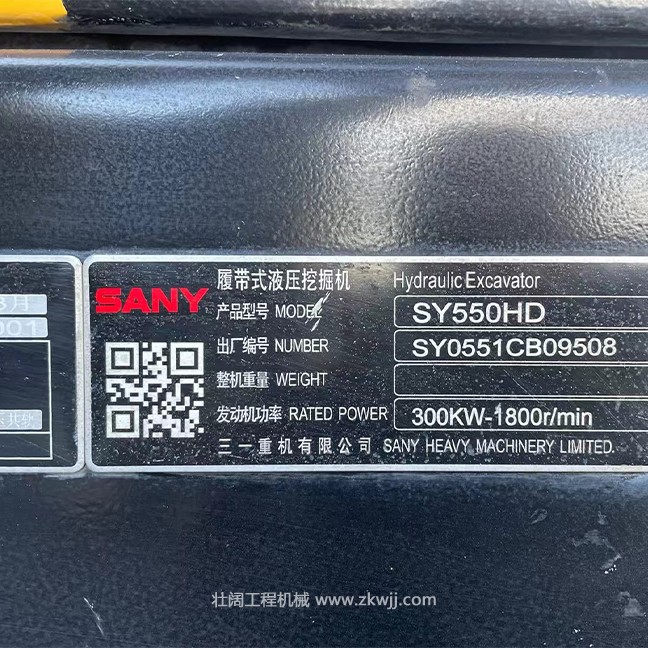 8月
001
SANY
履带式液压挖掘机 Hydraulic Excavator
产品型号 MODEL SY550HD
出厂编号 NUMBER SY0551CB09508
整机重量 WEIGHT
发动机功率 RATED POWER 300KW-1800r/min
三一重机有限公司 SANY HEAVY MACHINERY LIMITED.
壮阔工程机械 www.zkwjj.com